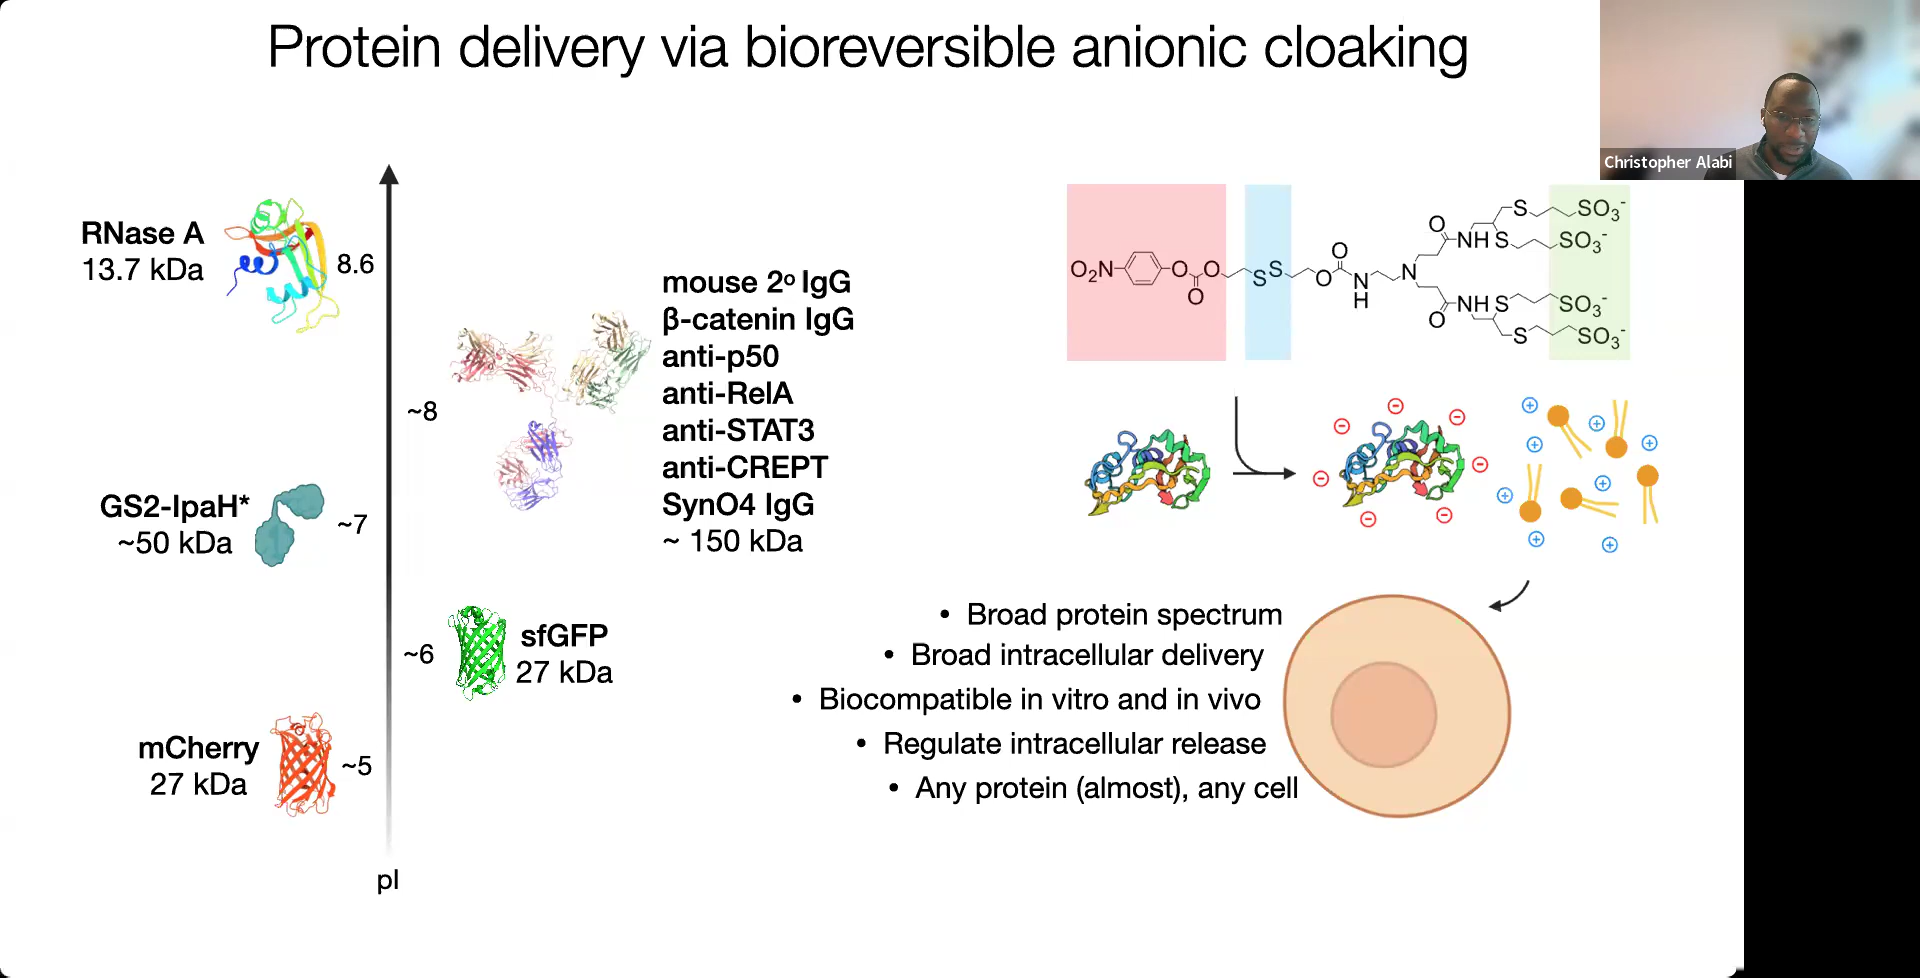 Protein delivery via bioreversible anionic cloaking
Christopher Alabi
RNase A
13.7 kDa
8.6
mouse 2º IgG
β-catenin IgG
anti-p50
anti-RelA
anti-STAT3
anti-CREPT
SynO4 IgG
~ 150 kDa
~8
GS2-IpaH*
~50 kDa
~7
~6
sfGFP
27 kDa
mCherry
27 kDa
~5
pI
O₂N
O
O
O
S
S
O
O
N
H
N
O
NH
S
S
SO₃⁻
SO₃⁻
O
NH
S
S
SO₃⁻
SO₃⁻
• Broad protein spectrum
• Broad intracellular delivery
• Biocompatible in vitro and in vivo
• Regulate intracellular release
• Any protein (almost), any cell